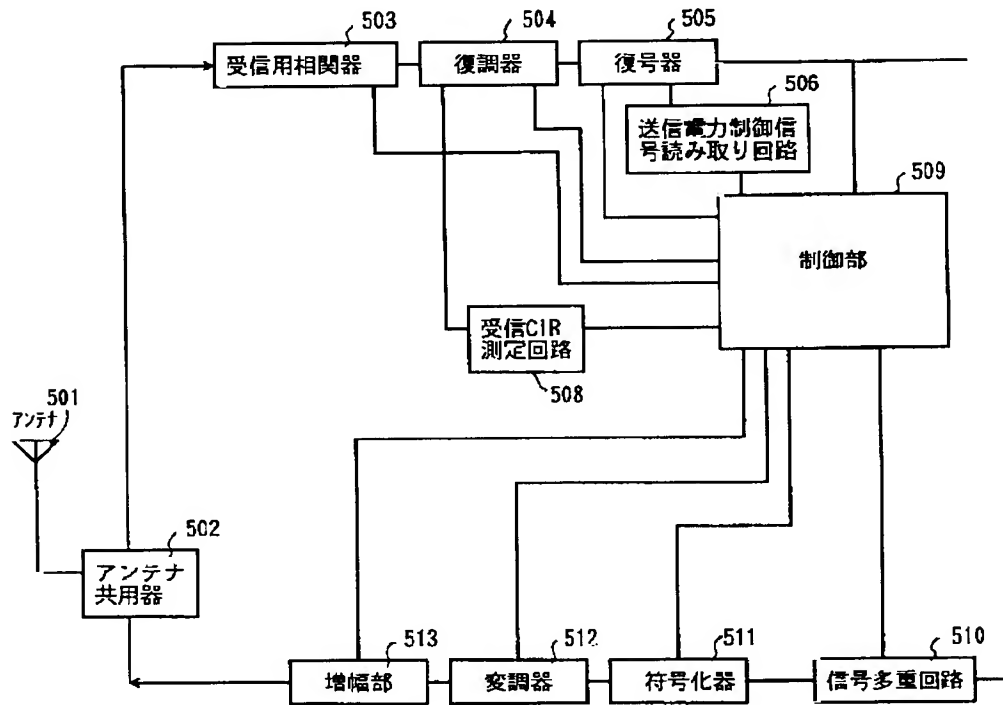 503
受信用相関器
504
復調器
505
復号器
506
送信電力制御信
号読み取り回路
509
制御部
受信CIR
測定回路
508
501
アンテナ
502
アンテナ
共用器
513
増幅部
512
変調器
511
符号化器
510
信号多重回路